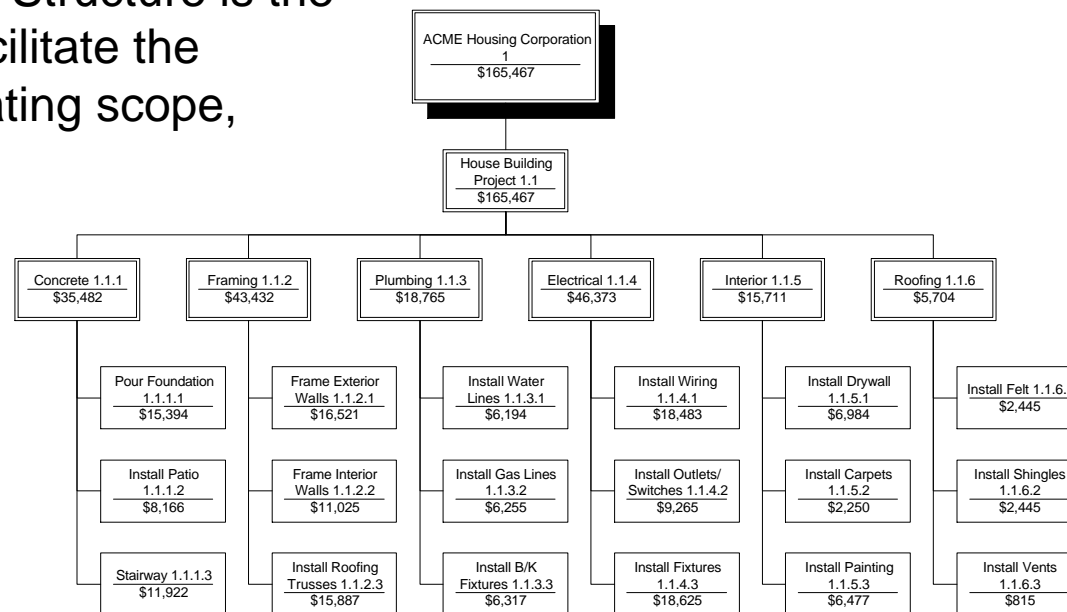 Structure is the
cilitate the
ating scope,
ACME Housing Corporation
1
$165,467
House Building
Project 1.1
$165,467
Concrete 1.1.1
$35,482
Framing 1.1.2
$43,432
Plumbing 1.1.3
$18,765
Electrical 1.1.4
$46,373
Interior 1.1.5
$15,711
Roofing 1.1.6
$5,704
Pour Foundation
1.1.1.1
$15,394
Frame Exterior
Walls 1.1.2.1
$16,521
Install Water
Lines 1.1.3.1
$6,194
Install Wiring
1.1.4.1
$18,483
Install Drywall
1.1.5.1
$6,984
Install Felt 1.1.6.
$2,445
Install Patio
1.1.1.2
$8,166
Frame Interior
Walls 1.1.2.2
$11,025
Install Gas Lines
1.1.3.2
$6,255
Install Outlets/
Switches 1.1.4.2
$9,265
Install Carpets
1.1.5.2
$2,250
Install Shingles
1.1.6.2
$2,445
Stairway 1.1.1.3
$11,922
Install Roofing
Trusses 1.1.2.3
$15,887
Install B/K
Fixtures 1.1.3.3
$6,317
Install Fixtures
1.1.4.3
$18,625
Install Painting
1.1.5.3
$6,477
Install Vents
1.1.6.3
$815